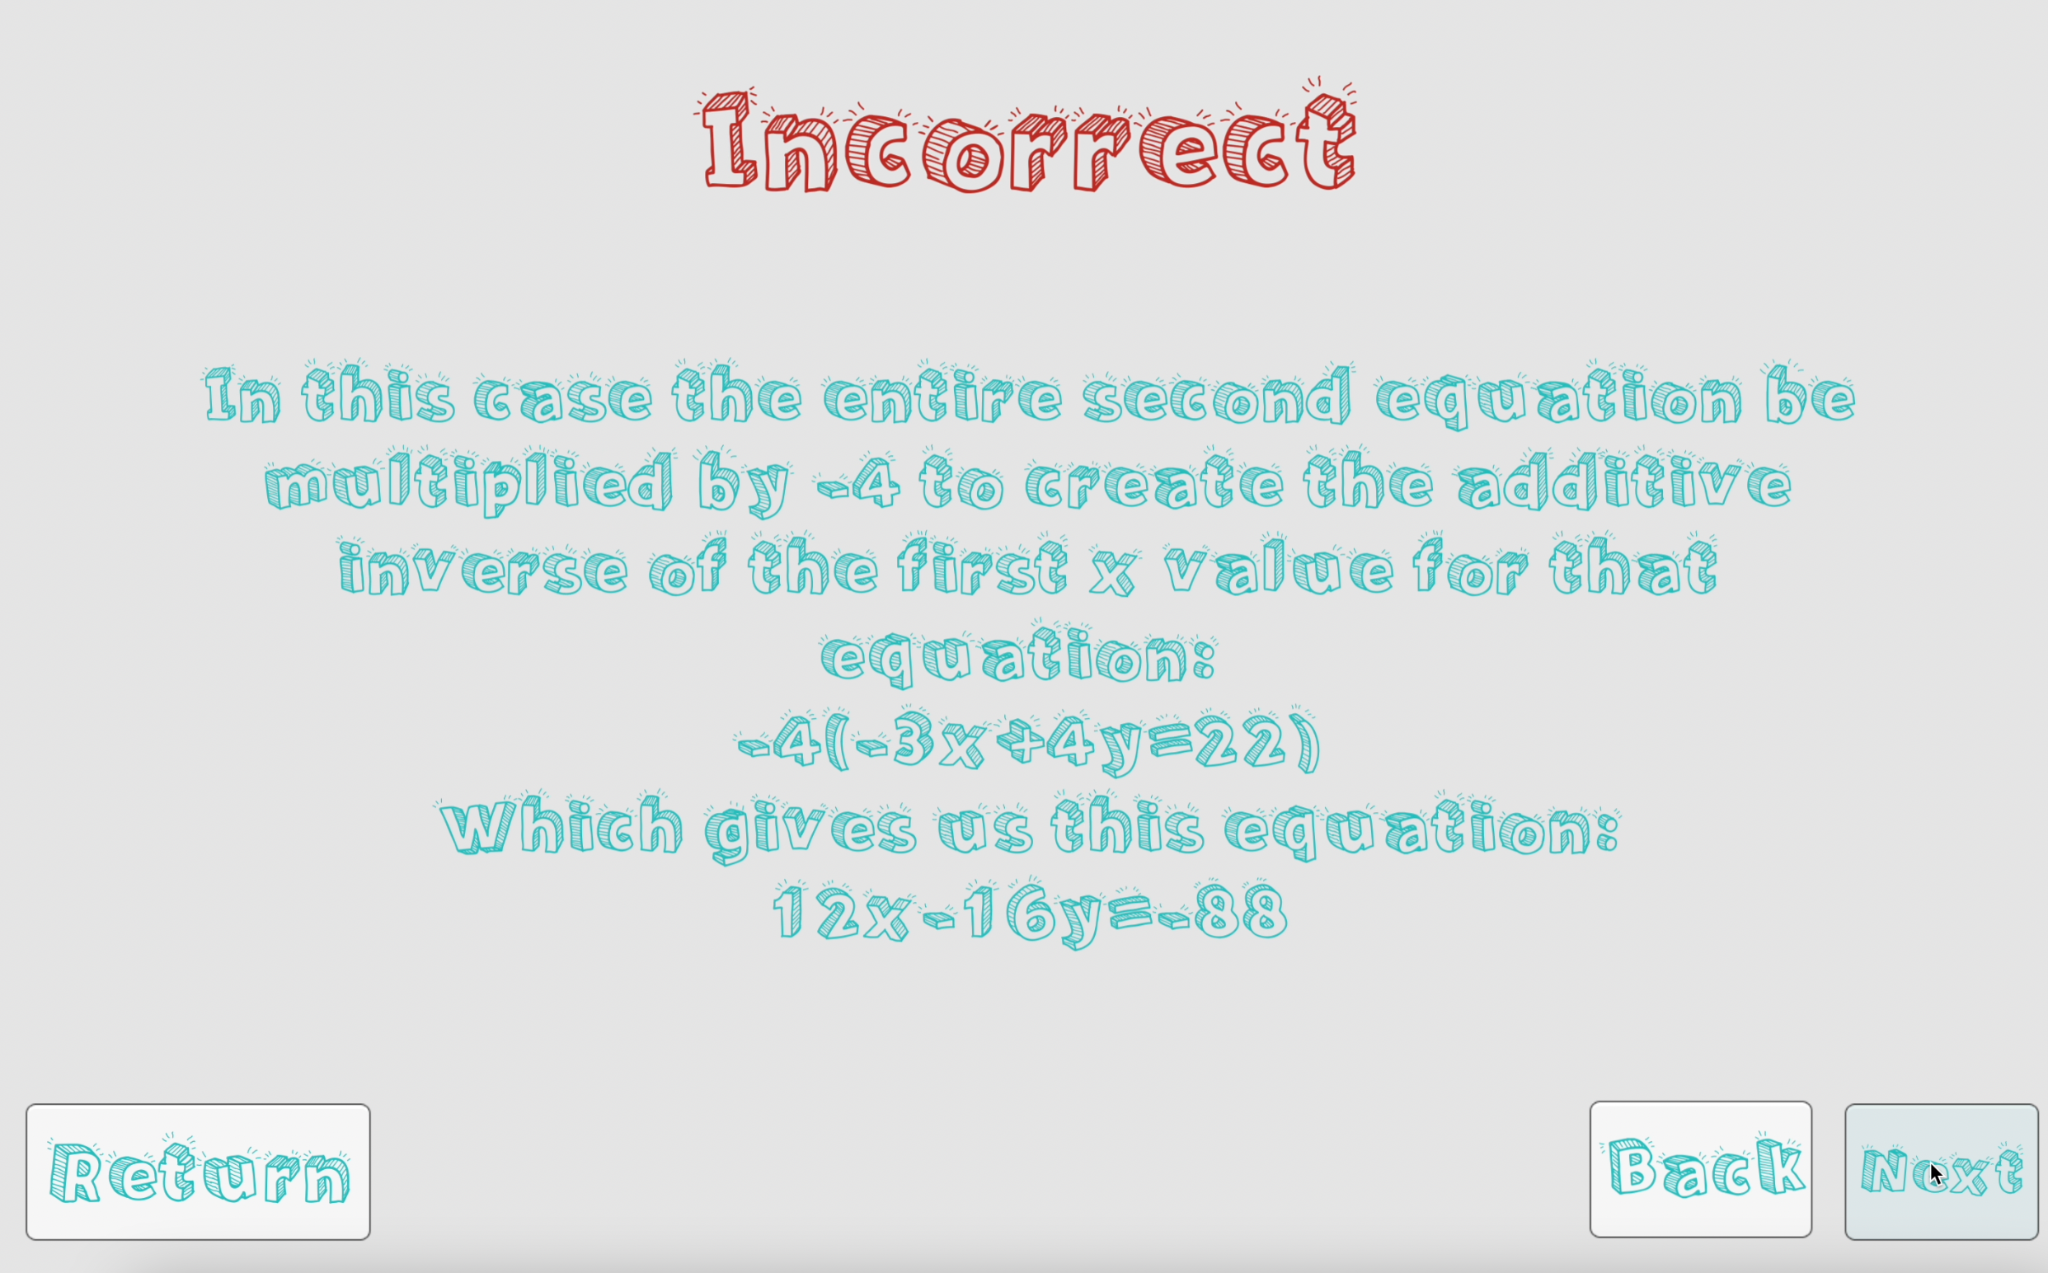 Incorrect
In this case the entire second equation be
multiplied by -4 to create the additive
inverse of the first x value for that
equation:
-4(-3x+4y=22)
Which gives us this equation:
12x-16y=-88
Return
Back
Next